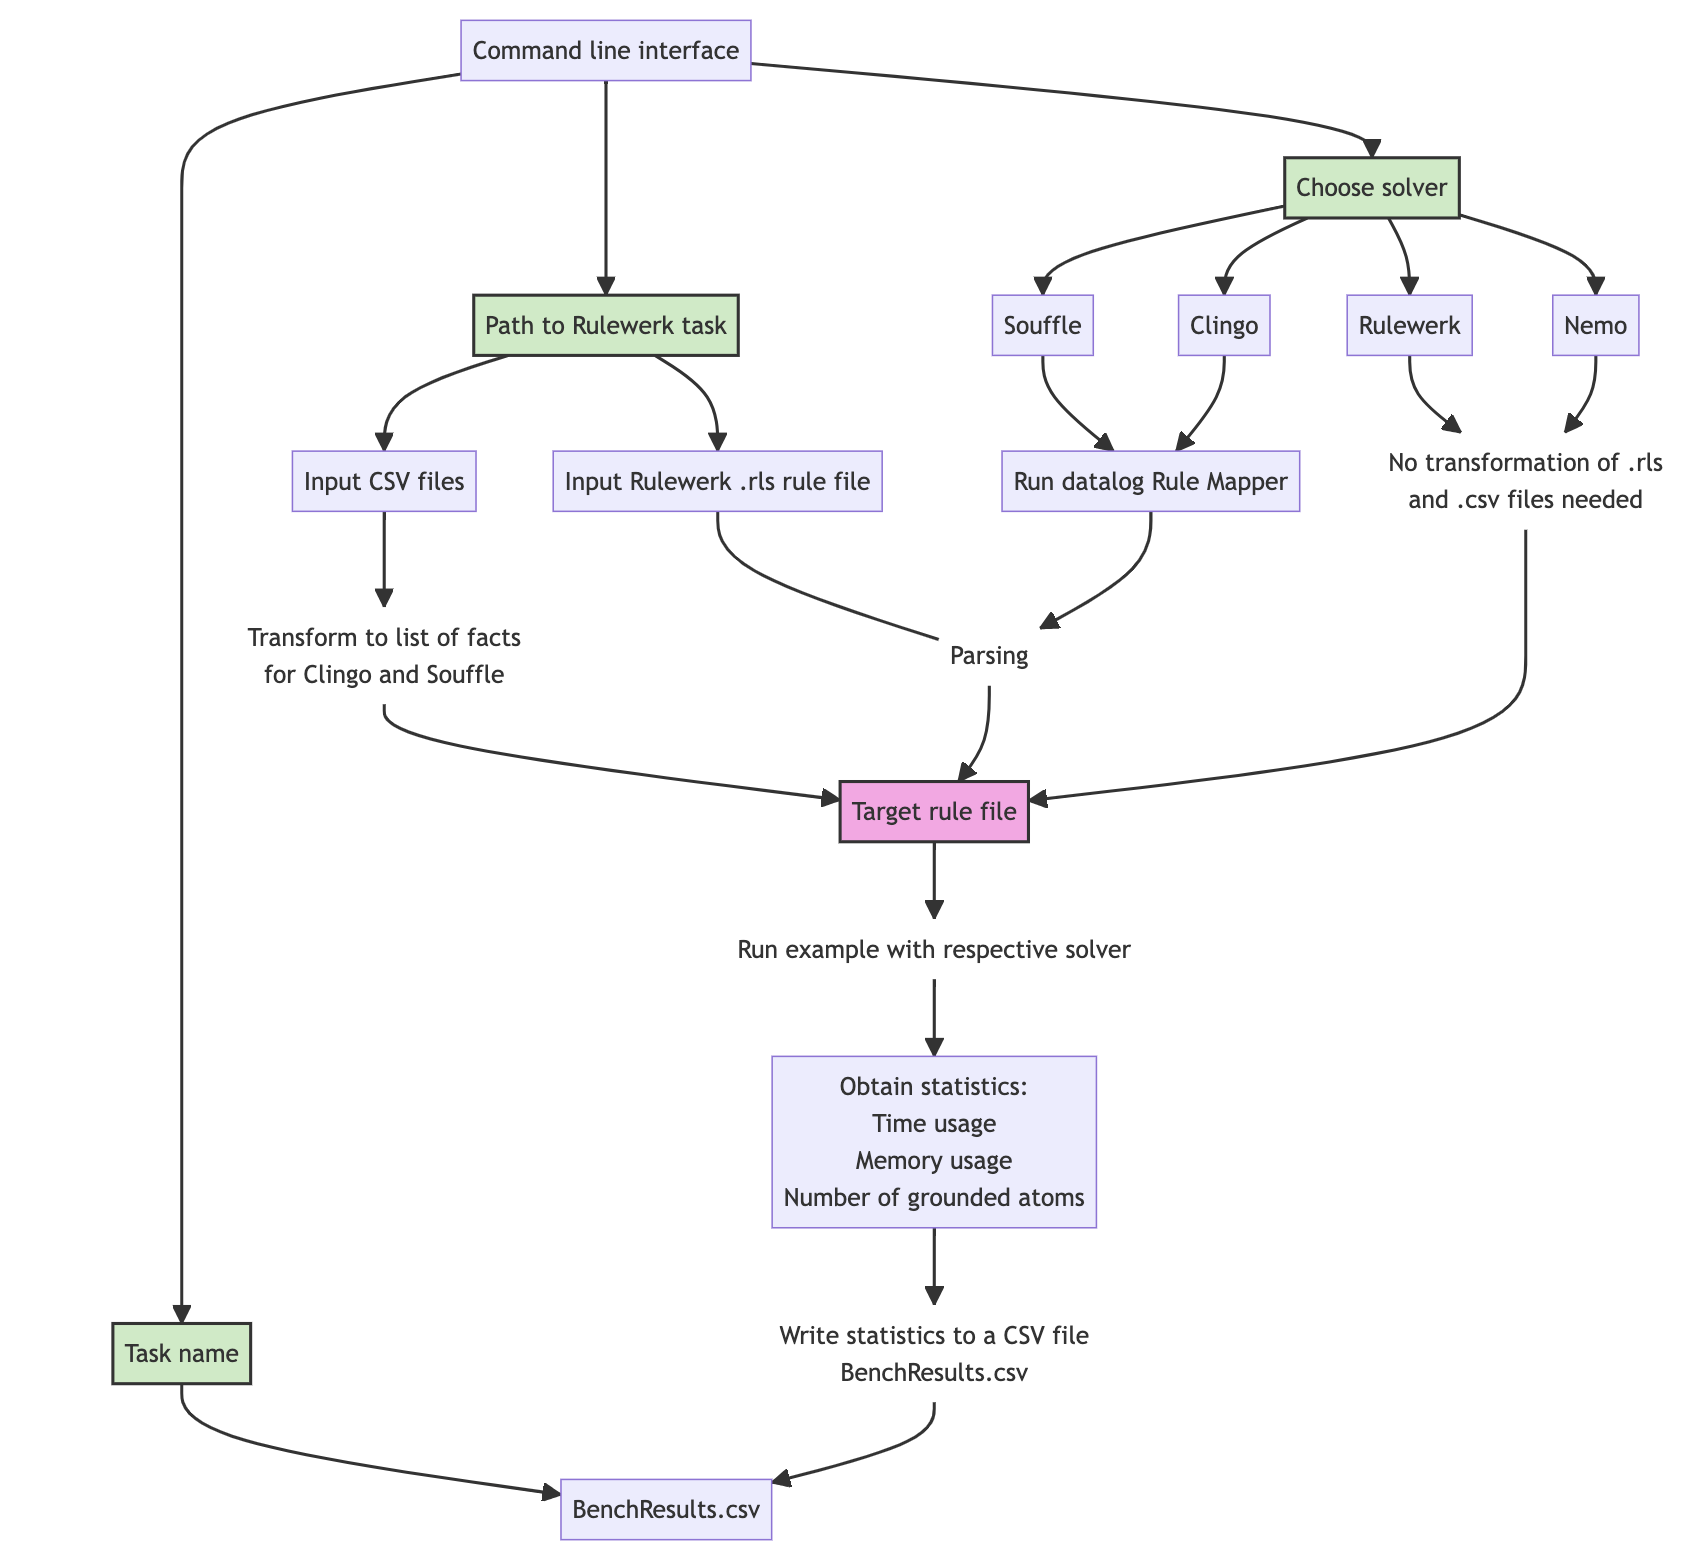 Command line interface
Choose solver
Path to Rulewerk task
Souffle
Clingo
Rulewerk
Nemo
Input CSV files
Input Rulewerk .rls rule file
Run datalog Rule Mapper
No transformation of .rls
and .csv files needed
Transform to list of facts
for Clingo and Souffle
Parsing
Target rule file
Run example with respective solver
Obtain statistics:
Time usage
Memory usage
Number of grounded atoms
Task name
Write statistics to a CSV file
BenchResults.csv
BenchResults.csv